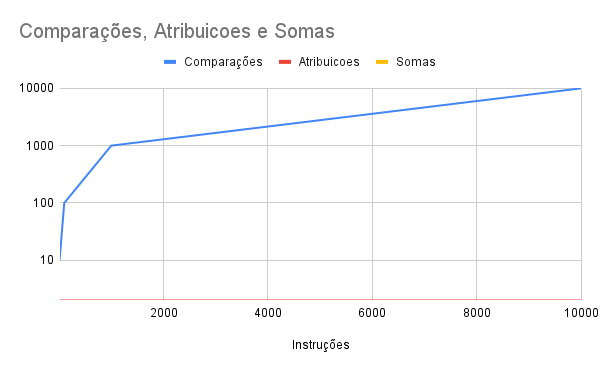 Comparações, Atribuicoes e Somas
Comparações Atribuicoes Somas
10000
1000
100
10
2000 4000 6000 8000 10000
Instruções